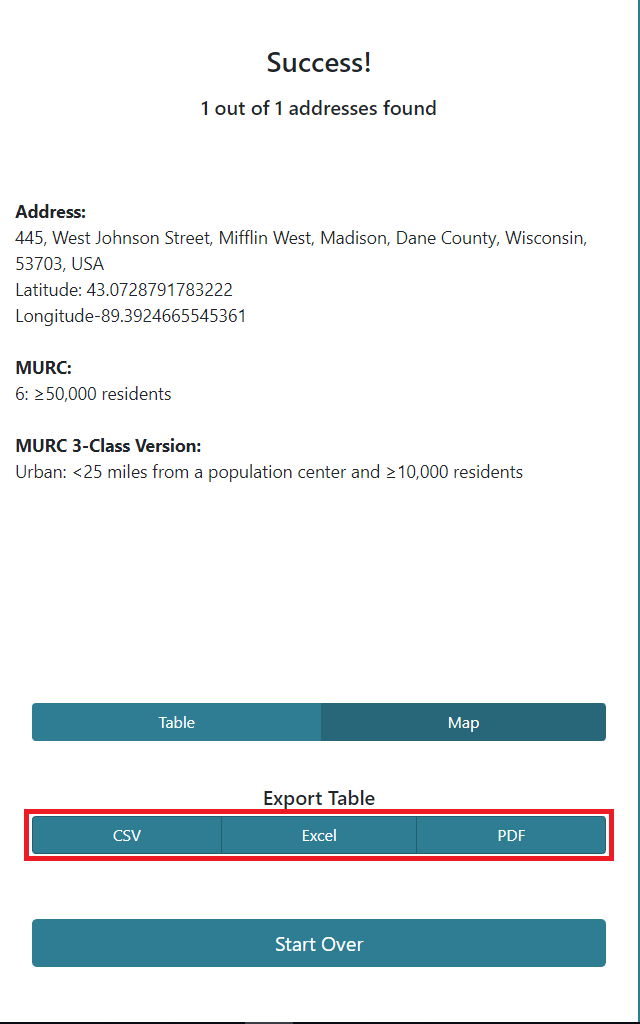 Success!
1 out of 1 addresses found
Address:
445, West Johnson Street, Mifflin West, Madison, Dane County, Wisconsin,
53703, USA
Latitude: 43.0728791783222
Longitude-89.3924665545361
MURC:
6: ≥50,000 residents
MURC 3-Class Version:
Urban: <25 miles from a population center and ≥10,000 residents
Table Map
Export Table
CSV Excel PDF
Start Over